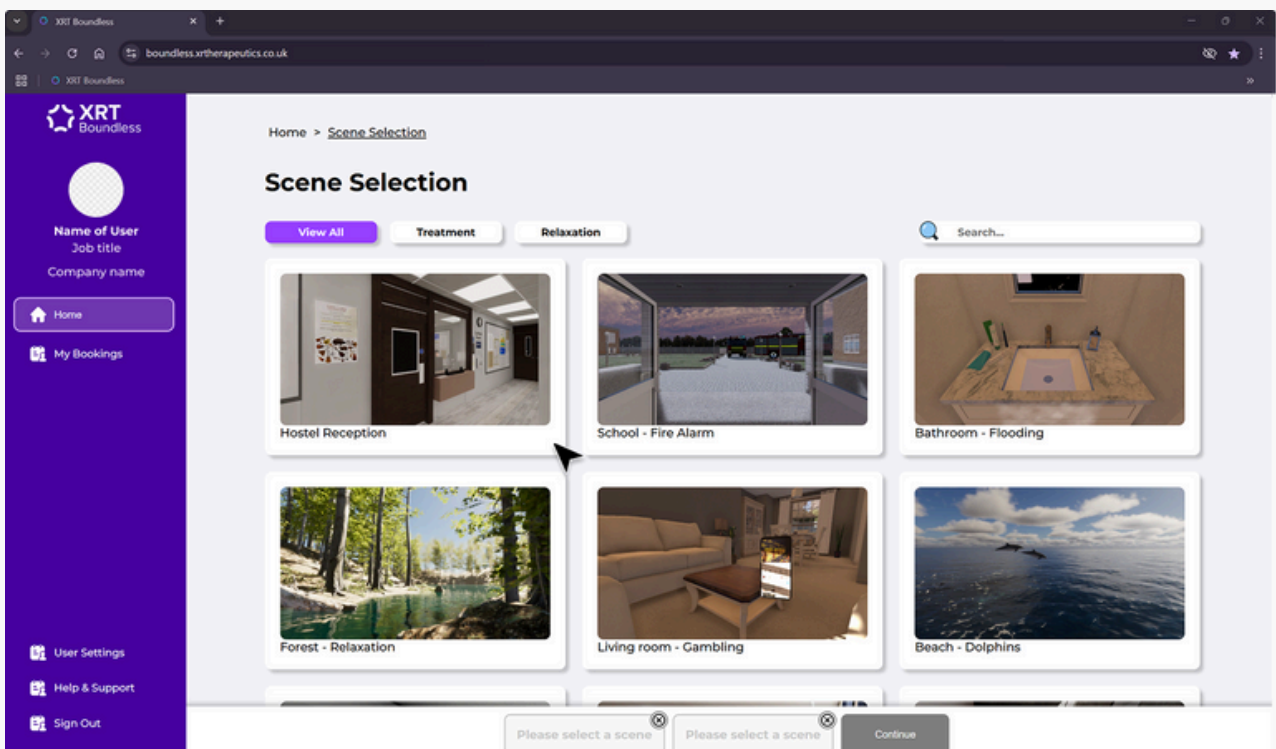 XRT Boundless
boundless.xrtherapeutics.co.uk
XRT Boundless
XRT
Boundless
Name of User
Job title
Company name
Home
My Bookings
User Settings
Help & Support
Sign Out
Home > Scene Selection
Scene Selection
View All
Treatment
Relaxation
Search...
Hostel Reception
School - Fire Alarm
Bathroom - Flooding
Forest - Relaxation
Living room - Gambling
Beach - Dolphins
Please select a scene
Please select a scene
Continue